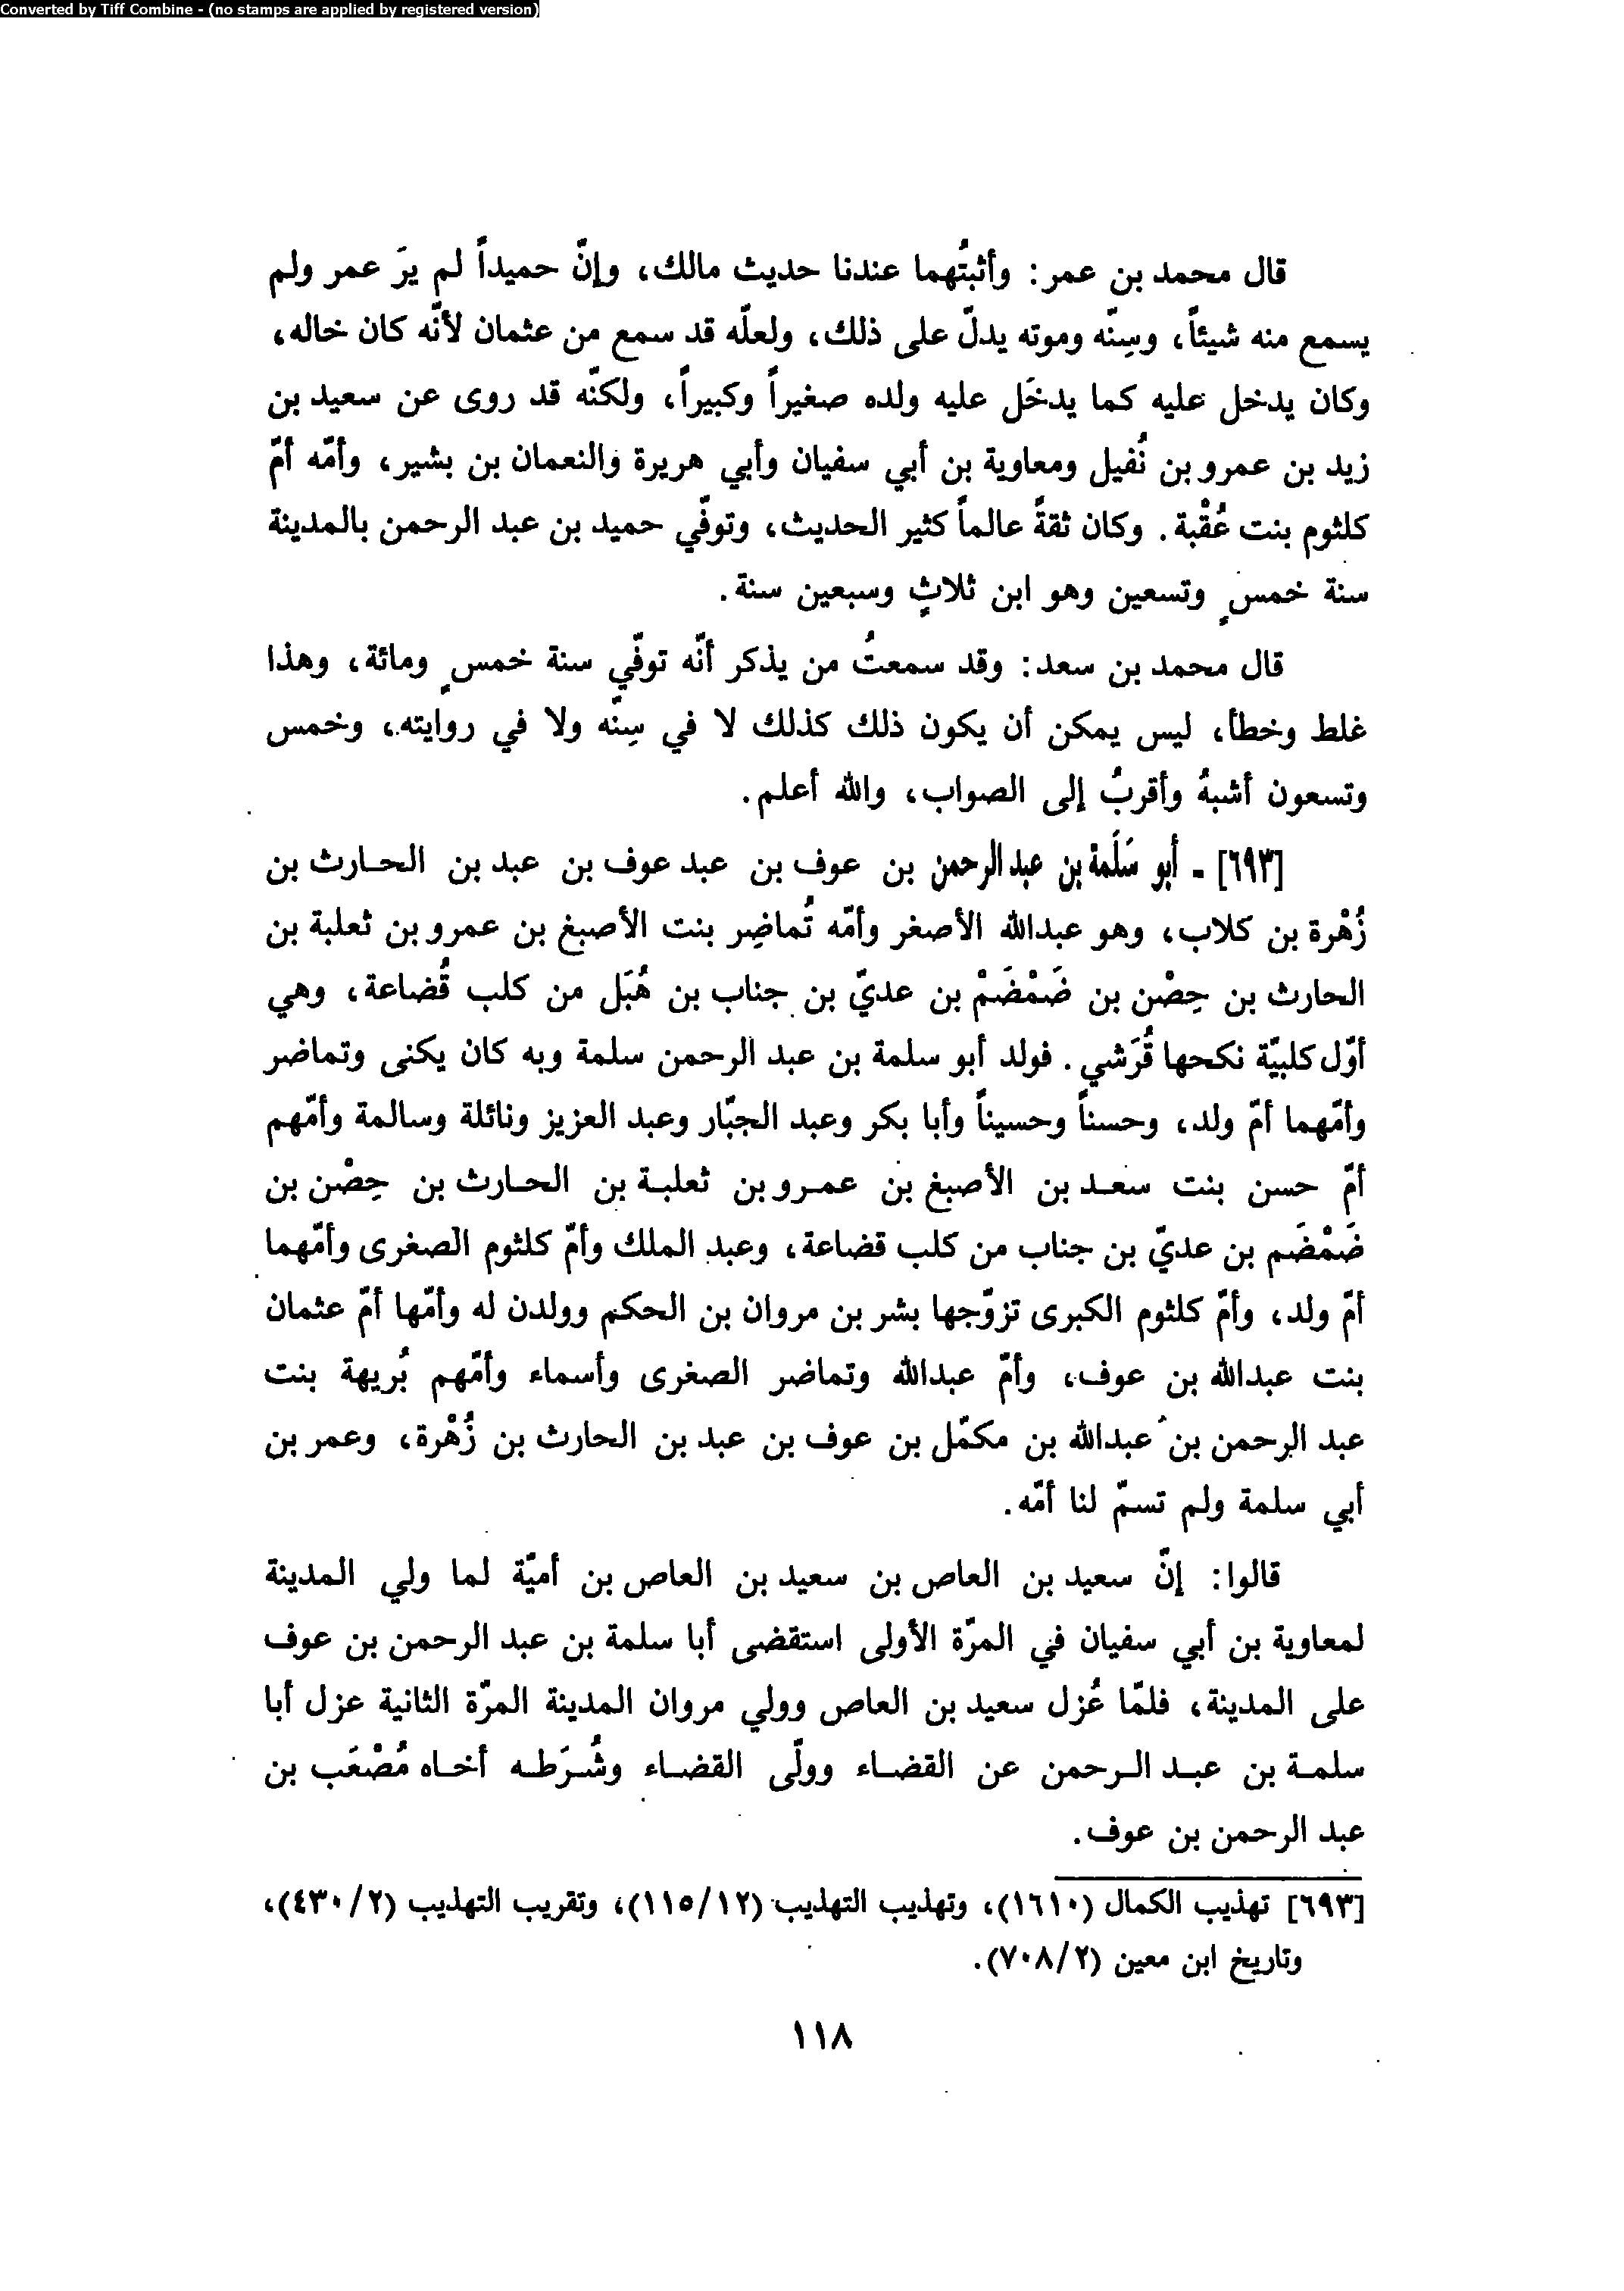 Converted by Tiff Combine - (no stamps are applied by registered version)
قال محمد بن عمر: وأثبتُهما عندنا حديث مالك، وإنّ حميداً لم يرَ عمر ولم
يسمع منه شيئاً، وسِنّه وموته يدلّ على ذلك، ولعلّه قد سمع من عثمان لأنّه كان خاله،
وكان يدخل عليه كما يدخل عليه ولده صغيراً وكبيراً، ولكنّه قد روى عن سعيد بن
زيد بن عمرو بن نُفيل ومعاوية بن أبي سفيان وأبي هريرة والنعمان بن بشير، وأمّه أمّ
كلثوم بنت عُقْبة. وكان ثقةً عالماً كثير الحديث، وتوفّي حميد بن عبد الرحمن بالمدينة
سنة خمسٍ وتسعين وهو ابن ثلاثٍ وسبعين سنة.
قال محمد بن سعد: وقد سمعتُ من يذكر أنّه توفّي سنة خمسٍ ومائة، وهذا
غلط وخطأ، ليس يمكن أن يكون ذلك كذلك لا في سِنّه ولا في روايته، وخمس
وتسعون أشبهُ وأقربُ إلى الصواب، والله أعلم.
[٦٩٣] - أبو سَلَمة بن عبد الرحمن بن عوف بن عبد عوف بن عبد بن الحارث بن
زُهْرة بن كلاب، وهو عبدالله الأصغر وأمّه تُماضِر بنت الأصبغ بن عمرو بن ثعلبة بن
الحارث بن حِصْن بن ضَمْضَمْ بن عديّ بن جناب بن هُبَل من كلب قُضاعة، وهي
أوّل كلبيّة نكحها قُرَشي. فولد أبو سلمة بن عبد الرحمن سلمة وبه كان يكنى وتماضر
وأمّهما أمّ ولد، وحسناً وحسيناً وأبا بكر وعبد الجبّار وعبد العزيز ونائلة وسالمة وأمّهم
أمّ حسن بنت سعد بن الأصبغ بن عمرو بن ثعلبة بن الحارث بن حِصْن بن
ضَمْضَم بن عديّ بن جناب من كلب قضاعة، وعبد الملك وأمّ كلثوم الصغرى وأمّهما
أمّ ولد، وأمّ كلثوم الكبرى تزوّجها بشر بن مروان بن الحكم وولدن له وأمّها أمّ عثمان
بنت عبدالله بن عوف، وأمّ عبدالله وتماضر الصغرى وأسماء وأمّهم بُريهة بنت
عبد الرحمن بن عبدالله بن مكمّل بن عوف بن عبد بن الحارث بن زُهْرة، وعمر بن
أبي سلمة ولم تسمّ لنا أمّه.
قالوا: إنّ سعيد بن العاص بن سعيد بن العاص بن أميّة لما ولي المدينة
لمعاوية بن أبي سفيان في المرّة الأولى استقضى أبا سلمة بن عبد الرحمن بن عوف
على المدينة، فلمّا عُزل سعيد بن العاص وولي مروان المدينة المرّة الثانية عزل أبا
سلمة بن عبد الرحمن عن القضاء وولّى القضاء وشُرَطه أخاه مُصْعَب بن
عبد الرحمن بن عوف.
[٦٩٣] تهذيب الكمال (١٦١٠)، وتهذيب التهذيب (١١٥/١٢)، وتقريب التهذيب (٤٣٠/٢)،
وتاريخ ابن معين (٧٠٨/٢).
١١٨